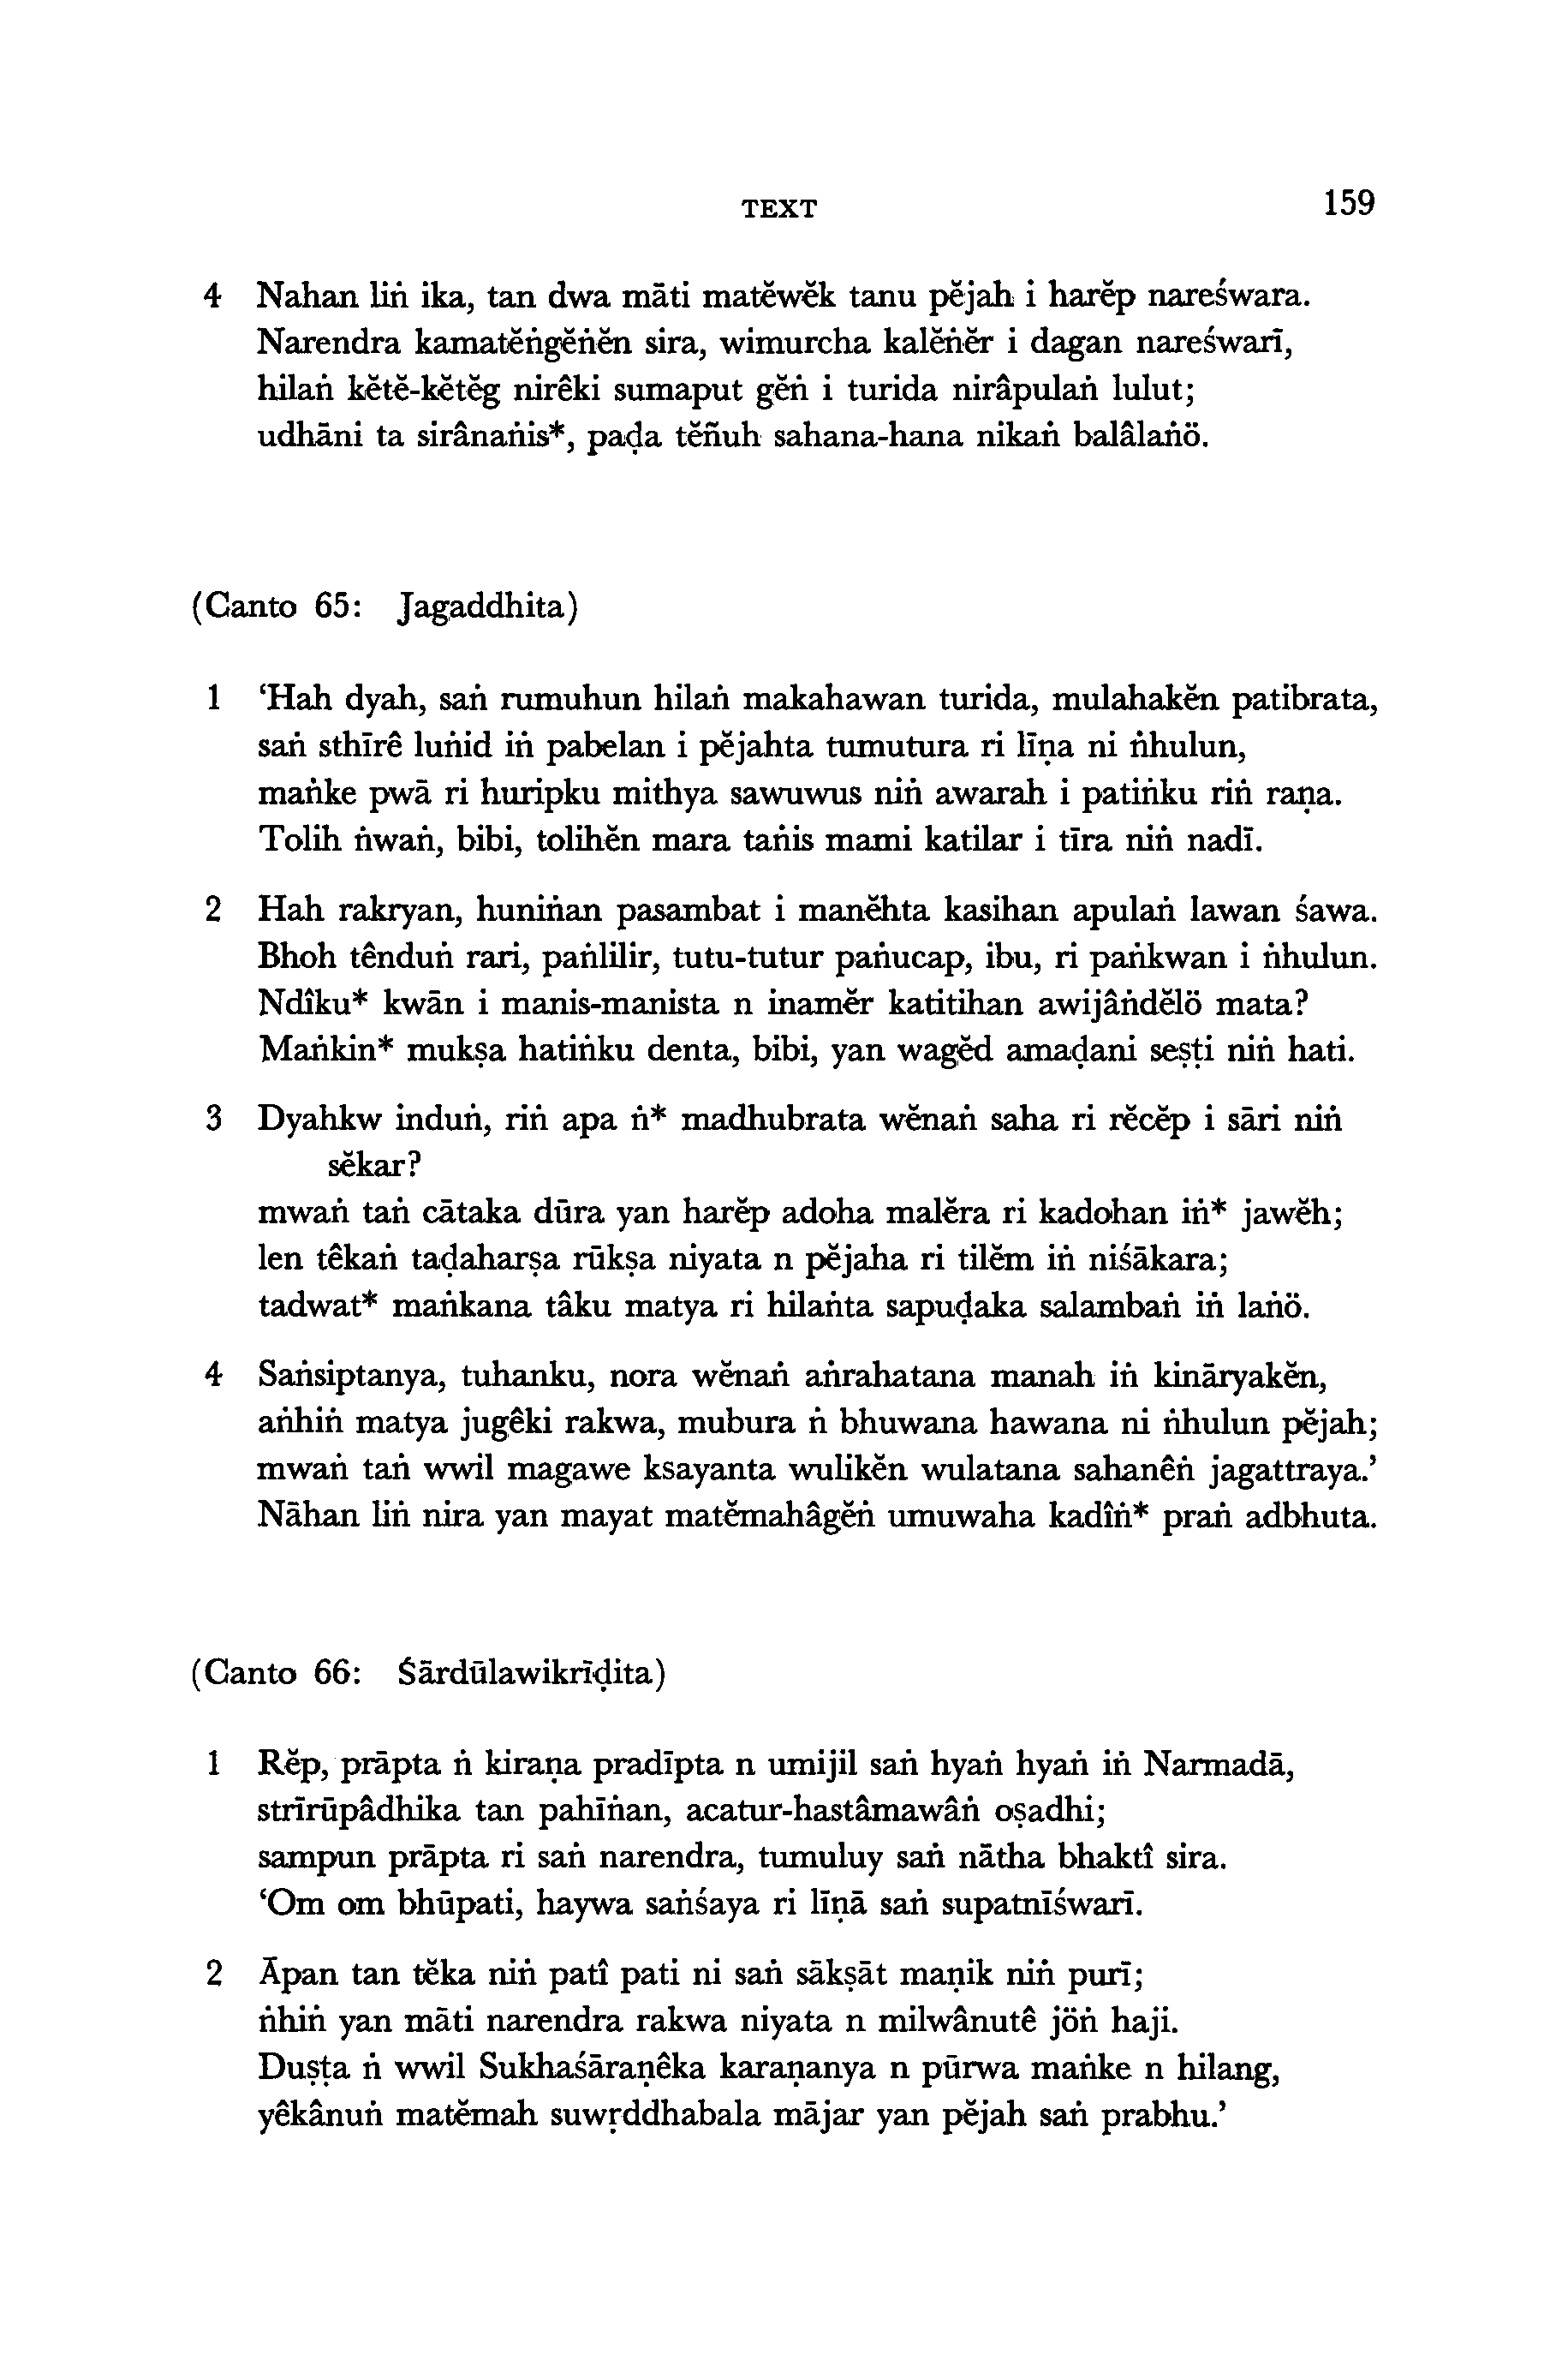 TEXT 159
4 Nahan liṅ ika, tan dwa māti matĕwĕk tanu pĕjah i harĕp nareśwara.
Narendra kamatĕṅgĕṅĕn sira, wimurcha kalĕṅĕr i dagan nareśwarī,
hilaṅ kĕtĕ-kĕtĕg nirêki sumaput gĕṅ i turida nirâpulaṅ lulut;
udhāni ta sirânaṅis*, paḍa tĕñuh sahana-hana nikaṅ balâlaṅö.
(Canto 65: Jagaddhita)
1 ‘Hah dyah, saṅ rumuhun hilaṅ makahawan turida, mulahakĕn patibrata,
saṅ sthīrê luṅid iṅ pabelan i pĕjahta tumutura ri līṇa ni ṅhulun,
maṅke pwā ri huripku mithya sawuwus niṅ awarah i patiṅku riṅ raṇa.
Tolih ṅwaṅ, bibi, tolihĕn mara taṅis mami katilar i tīra niṅ nadī.
2 Hah rakryan, huniṅan pasambat i manĕhta kasihan apulaṅ lawan śawa.
Bhoh tênduṅ rari, paṅlilir, tutu-tutur paṅucap, ibu, ri paṅkwan i ṅhulun.
Ndîku* kwān i manis-manista n inamĕr katitihan awijâṅdĕlö mata?
Maṅkin* mukṣa hatiṅku denta, bibi, yan wagĕd amaḍani seṣṭi niṅ hati.
3 Dyahkw induṅ, riṅ apa ṅ* madhubrata wĕnaṅ saha ri rĕcĕp i sāri niṅ
sĕkar?
mwaṅ taṅ cātaka dūra yan harĕp adoha malĕra ri kadohan iṅ* jawĕh;
len têkaṅ taḍaharṣa rūkṣa niyata n pĕjaha ri tilĕm iṅ niśākara;
tadwat* maṅkana tâku matya ri hilaṅta sapuḍaka salambaṅ iṅ laṅö.
4 Saṅsiptanya, tuhanku, nora wĕnaṅ aṅrahatana manah iṅ kināryakĕn,
aṅhiṅ matya jugêki rakwa, mubura ṅ bhuwana hawana ni ṅhulun pĕjah;
mwaṅ taṅ wwil magawe ksayanta wulikĕn wulatana sahanêṅ jagattraya.’
Nāhan liṅ nira yan mayat matĕmahâgĕṅ umuwaha kadîṅ* praṅ adbhuta.
(Canto 66: Śārdūlawikrīḍita)
1 Rĕp, prāpta ṅ kiraṇa pradīpta n umijil saṅ hyaṅ hyaṅ iṅ Narmadā,
strīrūpâdhika tan pahīṅan, acatur-hastâmawâṅ oṣadhi;
sampun prāpta ri saṅ narendra, tumuluy saṅ nātha bhaktî sira.
‘Om om bhūpati, haywa saṅśaya ri līṇā saṅ supatnīśwarī.
2 Āpan tan tĕka niṅ patî pati ni saṅ sākṣāt maṇik niṅ purī;
ṅhiṅ yan māti narendra rakwa niyata n milwânutê jöṅ haji.
Duṣṭa ṅ wwil Sukhaśāraṇêka karaṇanya n pūrwa maṅke n hilang,
yêkânuṅ matĕmah suwṛddhabala mājar yan pĕjah saṅ prabhu.’